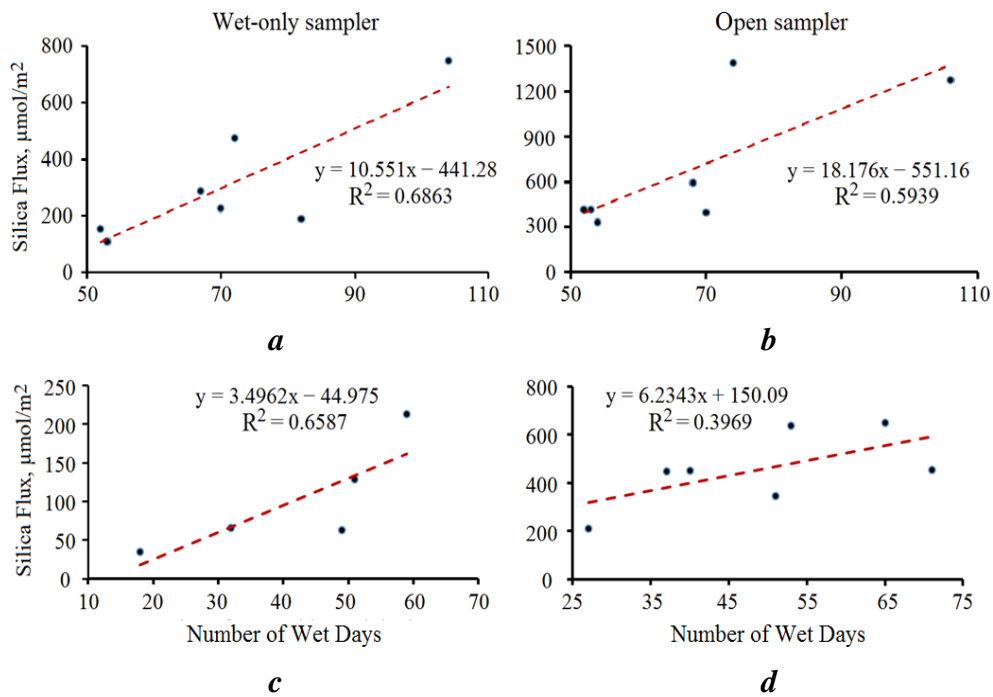 Wet-only sampler
Open sampler
Silica Flux, μmol/m2
800
600
400
200
0
50
70
90
110
y = 10.551x − 441.28
R2 = 0.6863
a
1500
1200
900
600
300
0
50
70
90
110
y = 18.176x − 551.16
R2 = 0.5939
b
Silica Flux, μmol/m2
250
200
150
100
50
0
10
20
30
40
50
60
70
y = 3.4962x − 44.975
R2 = 0.6587
Number of Wet Days
c
800
600
400
200
0
25
35
45
55
65
75
y = 6.2343x + 150.09
R2 = 0.3969
Number of Wet Days
d